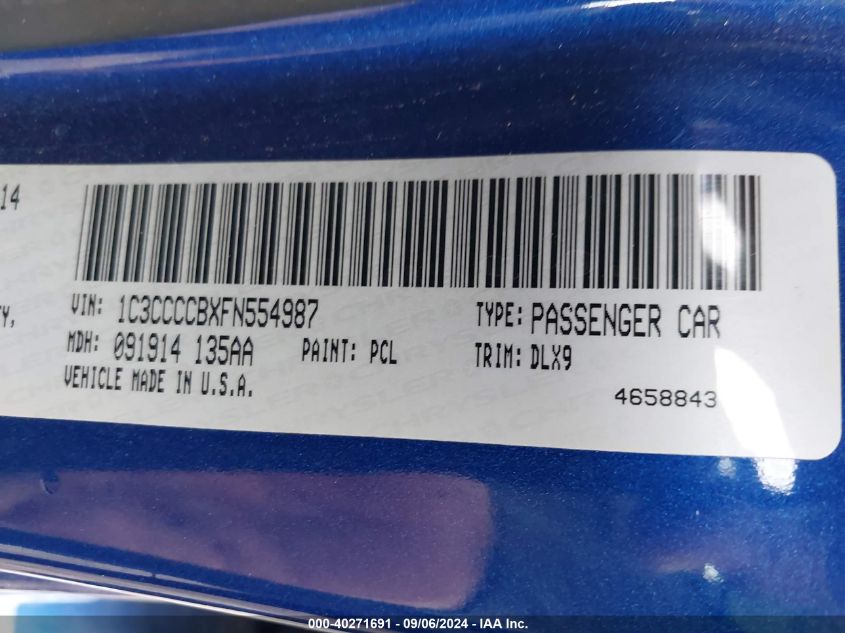 14
TY,
VIN: 1C3CCCCBXFN554987
TYPE: PASSENGER CAR
MDH: 091914 135AA
PAINT: PCL
TRIM: DLX9
VEHICLE MADE IN U.S.A.
4658843
000-40271691 - 09/06/2024 - IAA Inc.